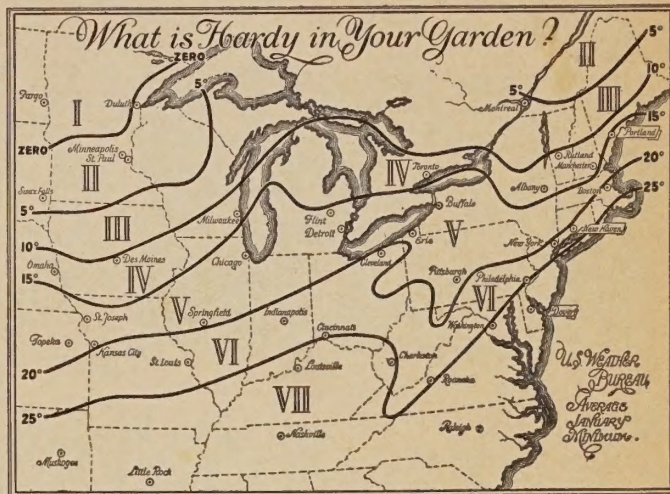 What is Hardy in Your Garden?
ZERO
5°
II
5°
10°
I
Fargo
Duluth
5°
Montreal
III
15°
Portland
ZERO
Minneapolis
St. Paul
II
IV
Toronto
Rutland
Manchester
20°
Sioux Falls
Albany
Boston
25°
5°
III
Milwaukee
Flint
Detroit
Buffalo
Erie
V
New York
New Haven
10°
Omaha
Des Moines
IV
Chicago
Cleveland
Pittsburgh
Philadelphia
15°
V
Springfield
Indianapolis
VI
Washington
Dover
St. Joseph
Topeka
Kansas City
St. Louis
VI
Cincinnati
Charleston
20°
Louisville
Roanoke
25°
VII
Nashville
Raleigh
Muskogee
Little Rock
U.S. WEATHER
BUREAU
AVERAGE
JANUARY
MINIMUM.